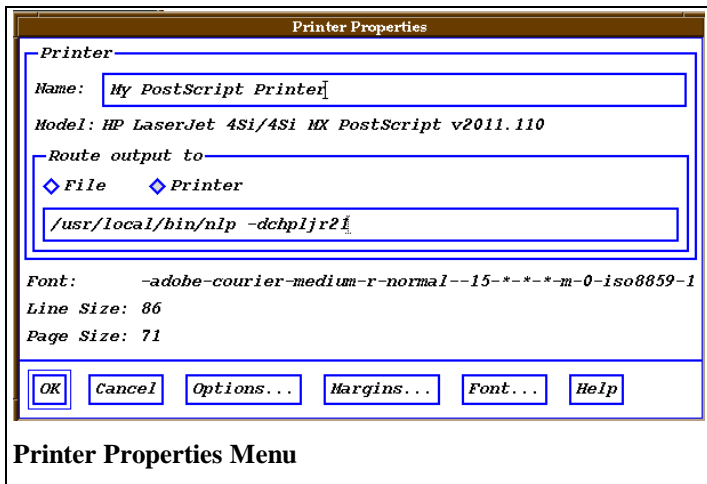 Printer Properties
Printer
Name: My PostScript Printer
Model: HP LaserJet 4Si/4Si MX PostScript v2011.110
Route output to
File Printer
/usr/local/bin/nlp -dchpljr21
Font: -adobe-courier-medium-r-normal--15-*-*-*-m-0-iso8859-1
Line Size: 86
Page Size: 71
OK Cancel Options... Margins... Font... Help
Printer Properties Menu